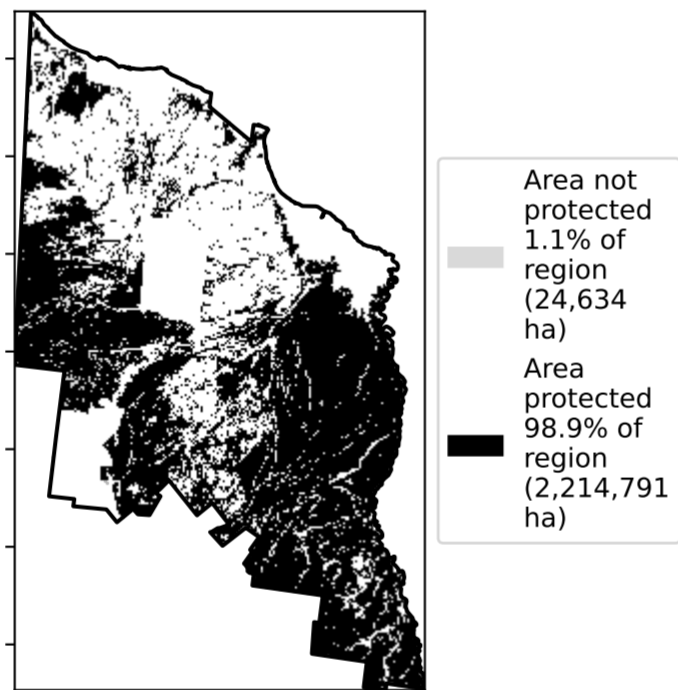 Area not
protected
1.1% of
region
(24,634
ha)
Area
protected
98.9% of
region
(2,214,791
ha)